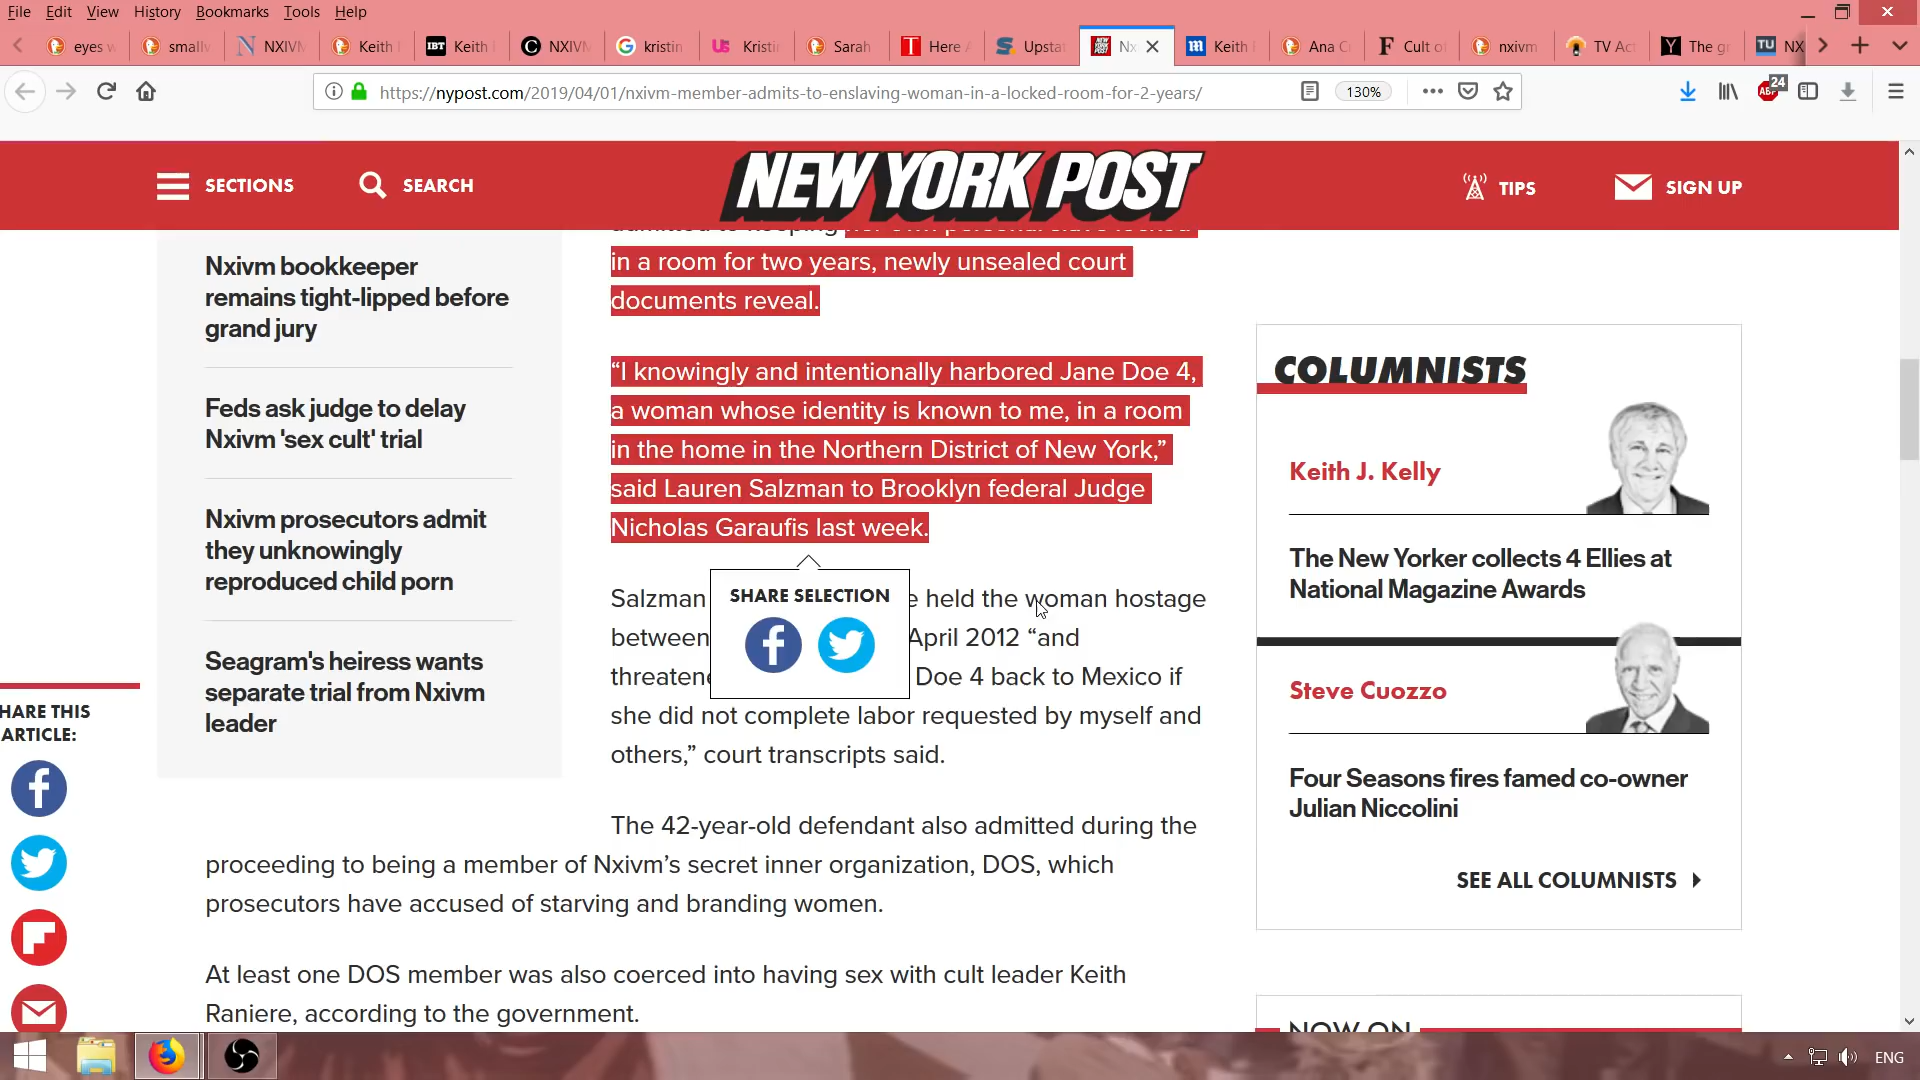 File Edit View History Bookmarks Tools Help
eyes w
small
NXIVM
Keith
IBT Keith
NXIVM
kristin
US Kristi
Sarah
T Here A
Upsta
Nx
Keith
Ana C
F Cult o
nxivm
TV Ac
Y The g
TU NX
https://nypost.com/2019/04/01/nxivm-member-admits-to-enslaving-woman-in-a-locked-room-for-2-years/
130%
24
ABP
SECTIONS
SEARCH
NEW YORK POST
TIPS
SIGN UP
Nxivm bookkeeper
remains tight-lipped before
grand jury
Feds ask judge to delay
Nxivm 'sex cult' trial
Nxivm prosecutors admit
they unknowingly
reproduced child porn
Seagram's heiress wants
separate trial from Nxivm
leader
HARE THIS
ARTICLE:
admitted to keeping her own personal slave locked
in a room for two years, newly unsealed court
documents reveal.
“I knowingly and intentionally harbored Jane Doe 4,
a woman whose identity is known to me, in a room
in the home in the Northern District of New York,”
said Lauren Salzman to Brooklyn federal Judge
Nicholas Garaufis last week.
SHARE SELECTION
Salzman e held the woman hostage
between April 2012 “and
threatene Doe 4 back to Mexico if
she did not complete labor requested by myself and
others,” court transcripts said.
The 42-year-old defendant also admitted during the
proceeding to being a member of Nxivm’s secret inner organization, DOS, which
prosecutors have accused of starving and branding women.
At least one DOS member was also coerced into having sex with cult leader Keith
Raniere, according to the government.
COLUMNISTS
Keith J. Kelly
The New Yorker collects 4 Ellies at
National Magazine Awards
Steve Cuozzo
Four Seasons fires famed co-owner
Julian Niccolini
SEE ALL COLUMNISTS
NOW ON
ENG